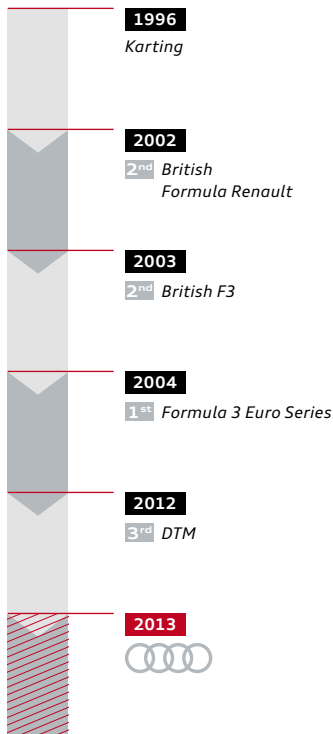 1996
Karting
2002
2nd British
Formula Renault
2003
2nd British F3
2004
1st Formula 3 Euro Series
2012
3rd DTM
2013